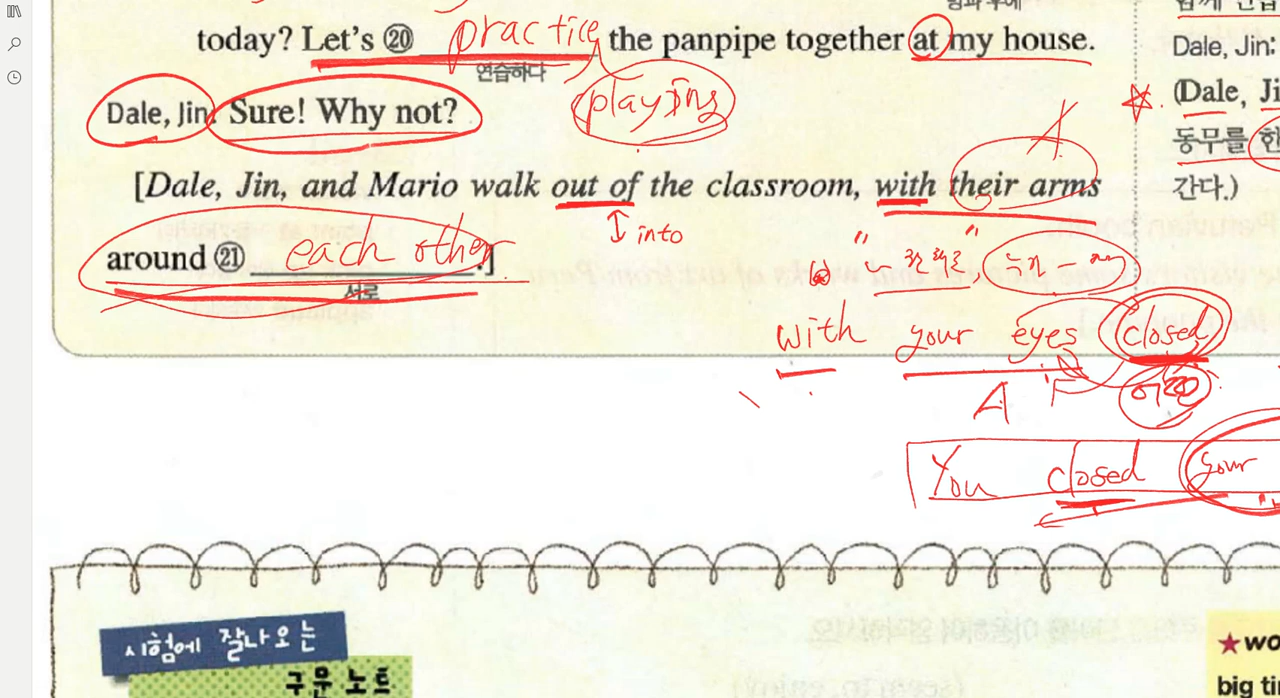 today? Let's ⑳ practice the panpipe together at my house. Dale, Jin:
연습하다
Dale, Jin: Sure! Why not? playing (Dale, Ji
동무를 한
[Dale, Jin, and Mario walk out of the classroom, with their arms 간다.)
into
around ㉑ each other.]
서로
with your eyes closed
A
You closed your
시험에 잘나오는
구문 노트
★wo
big tin